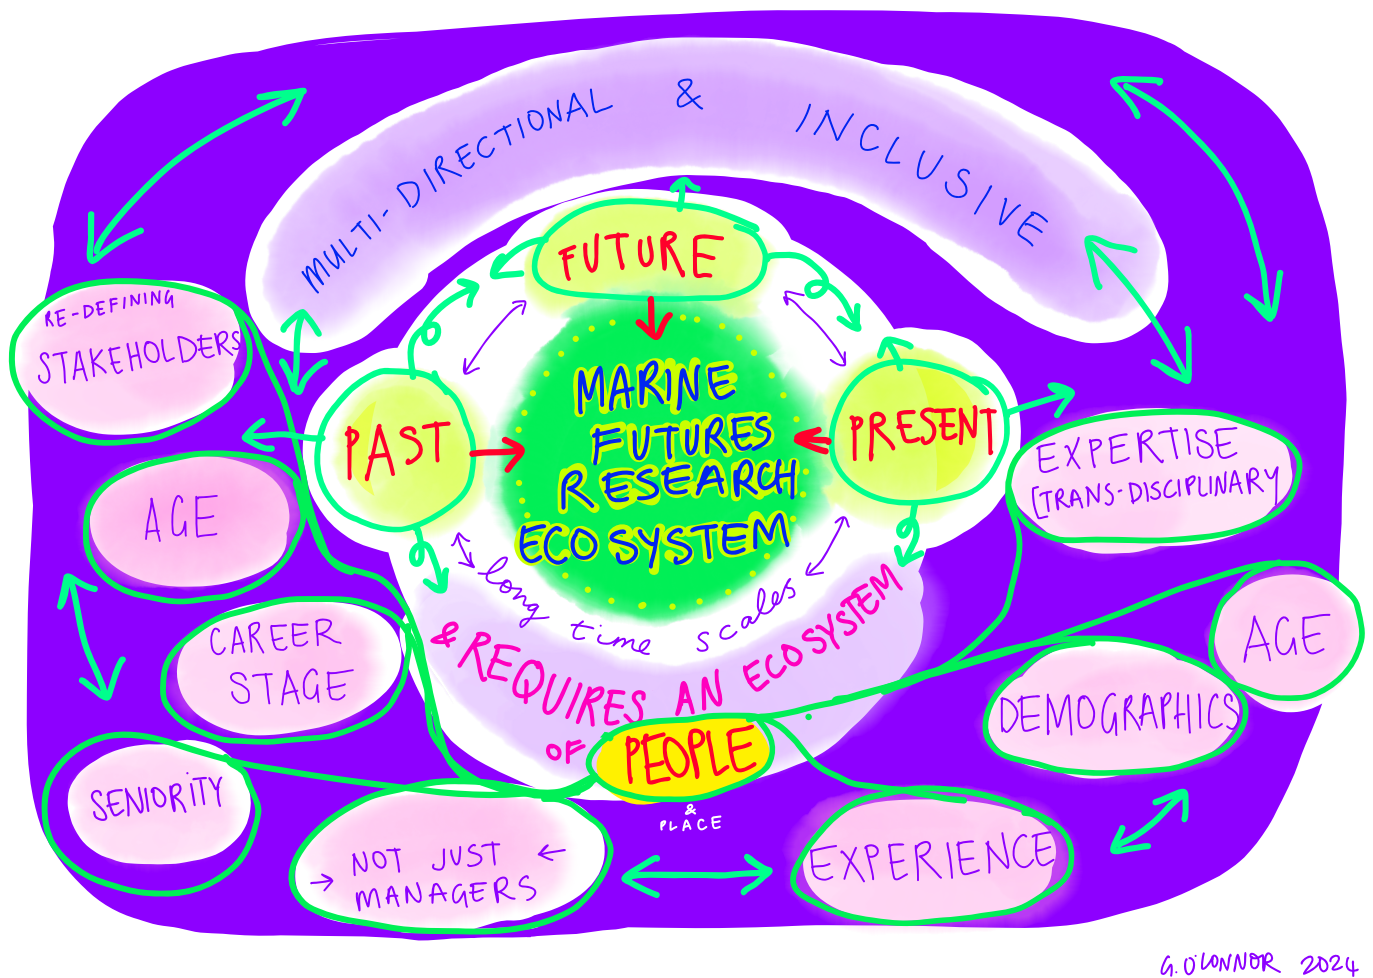 MULTI-DIRECTIONAL & INCLUSIVE
FUTURE
RE-DEFINING
STAKEHOLDERS
PAST
MARINE
FUTURES
RESEARCH
ECOSYSTEM
PRESENT
EXPERTISE
[TRANS-DISCIPLINARY
AGE
long time scales
& REQUIRES AN ECOSYSTEM
OF PEOPLE
&
PLACE
CAREER
STAGE
AGE
DEMOGRAPHICS
SENIORITY
NOT JUST
MANAGERS
EXPERIENCE
G. O'CONNOR 2024